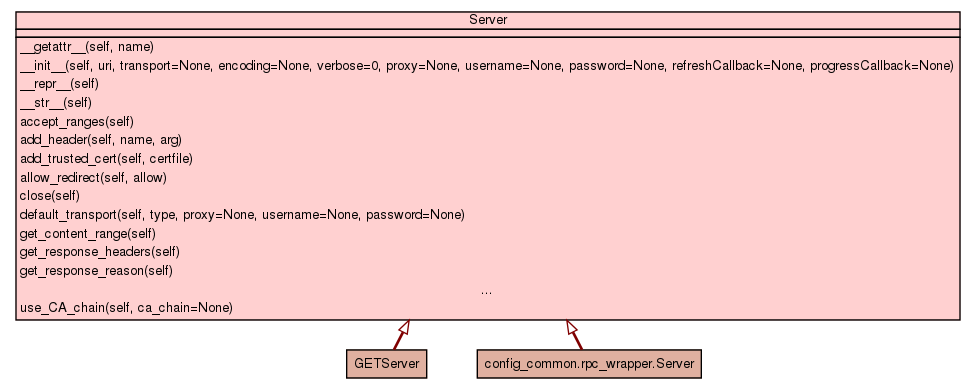 Server
__getattr__(self, name)
__init__(self, uri, transport=None, encoding=None, verbose=0, proxy=None, username=None, password=None, refreshCallback=None, progressCallback=None)
__repr__(self)
__str__(self)
accept_ranges(self)
add_header(self, name, arg)
add_trusted_cert(self, certfile)
allow_redirect(self, allow)
close(self)
default_transport(self, type, proxy=None, username=None, password=None)
get_content_range(self)
get_response_headers(self)
get_response_reason(self)
...
use_CA_chain(self, ca_chain=None)
GETServer
config_common.rpc_wrapper.Server